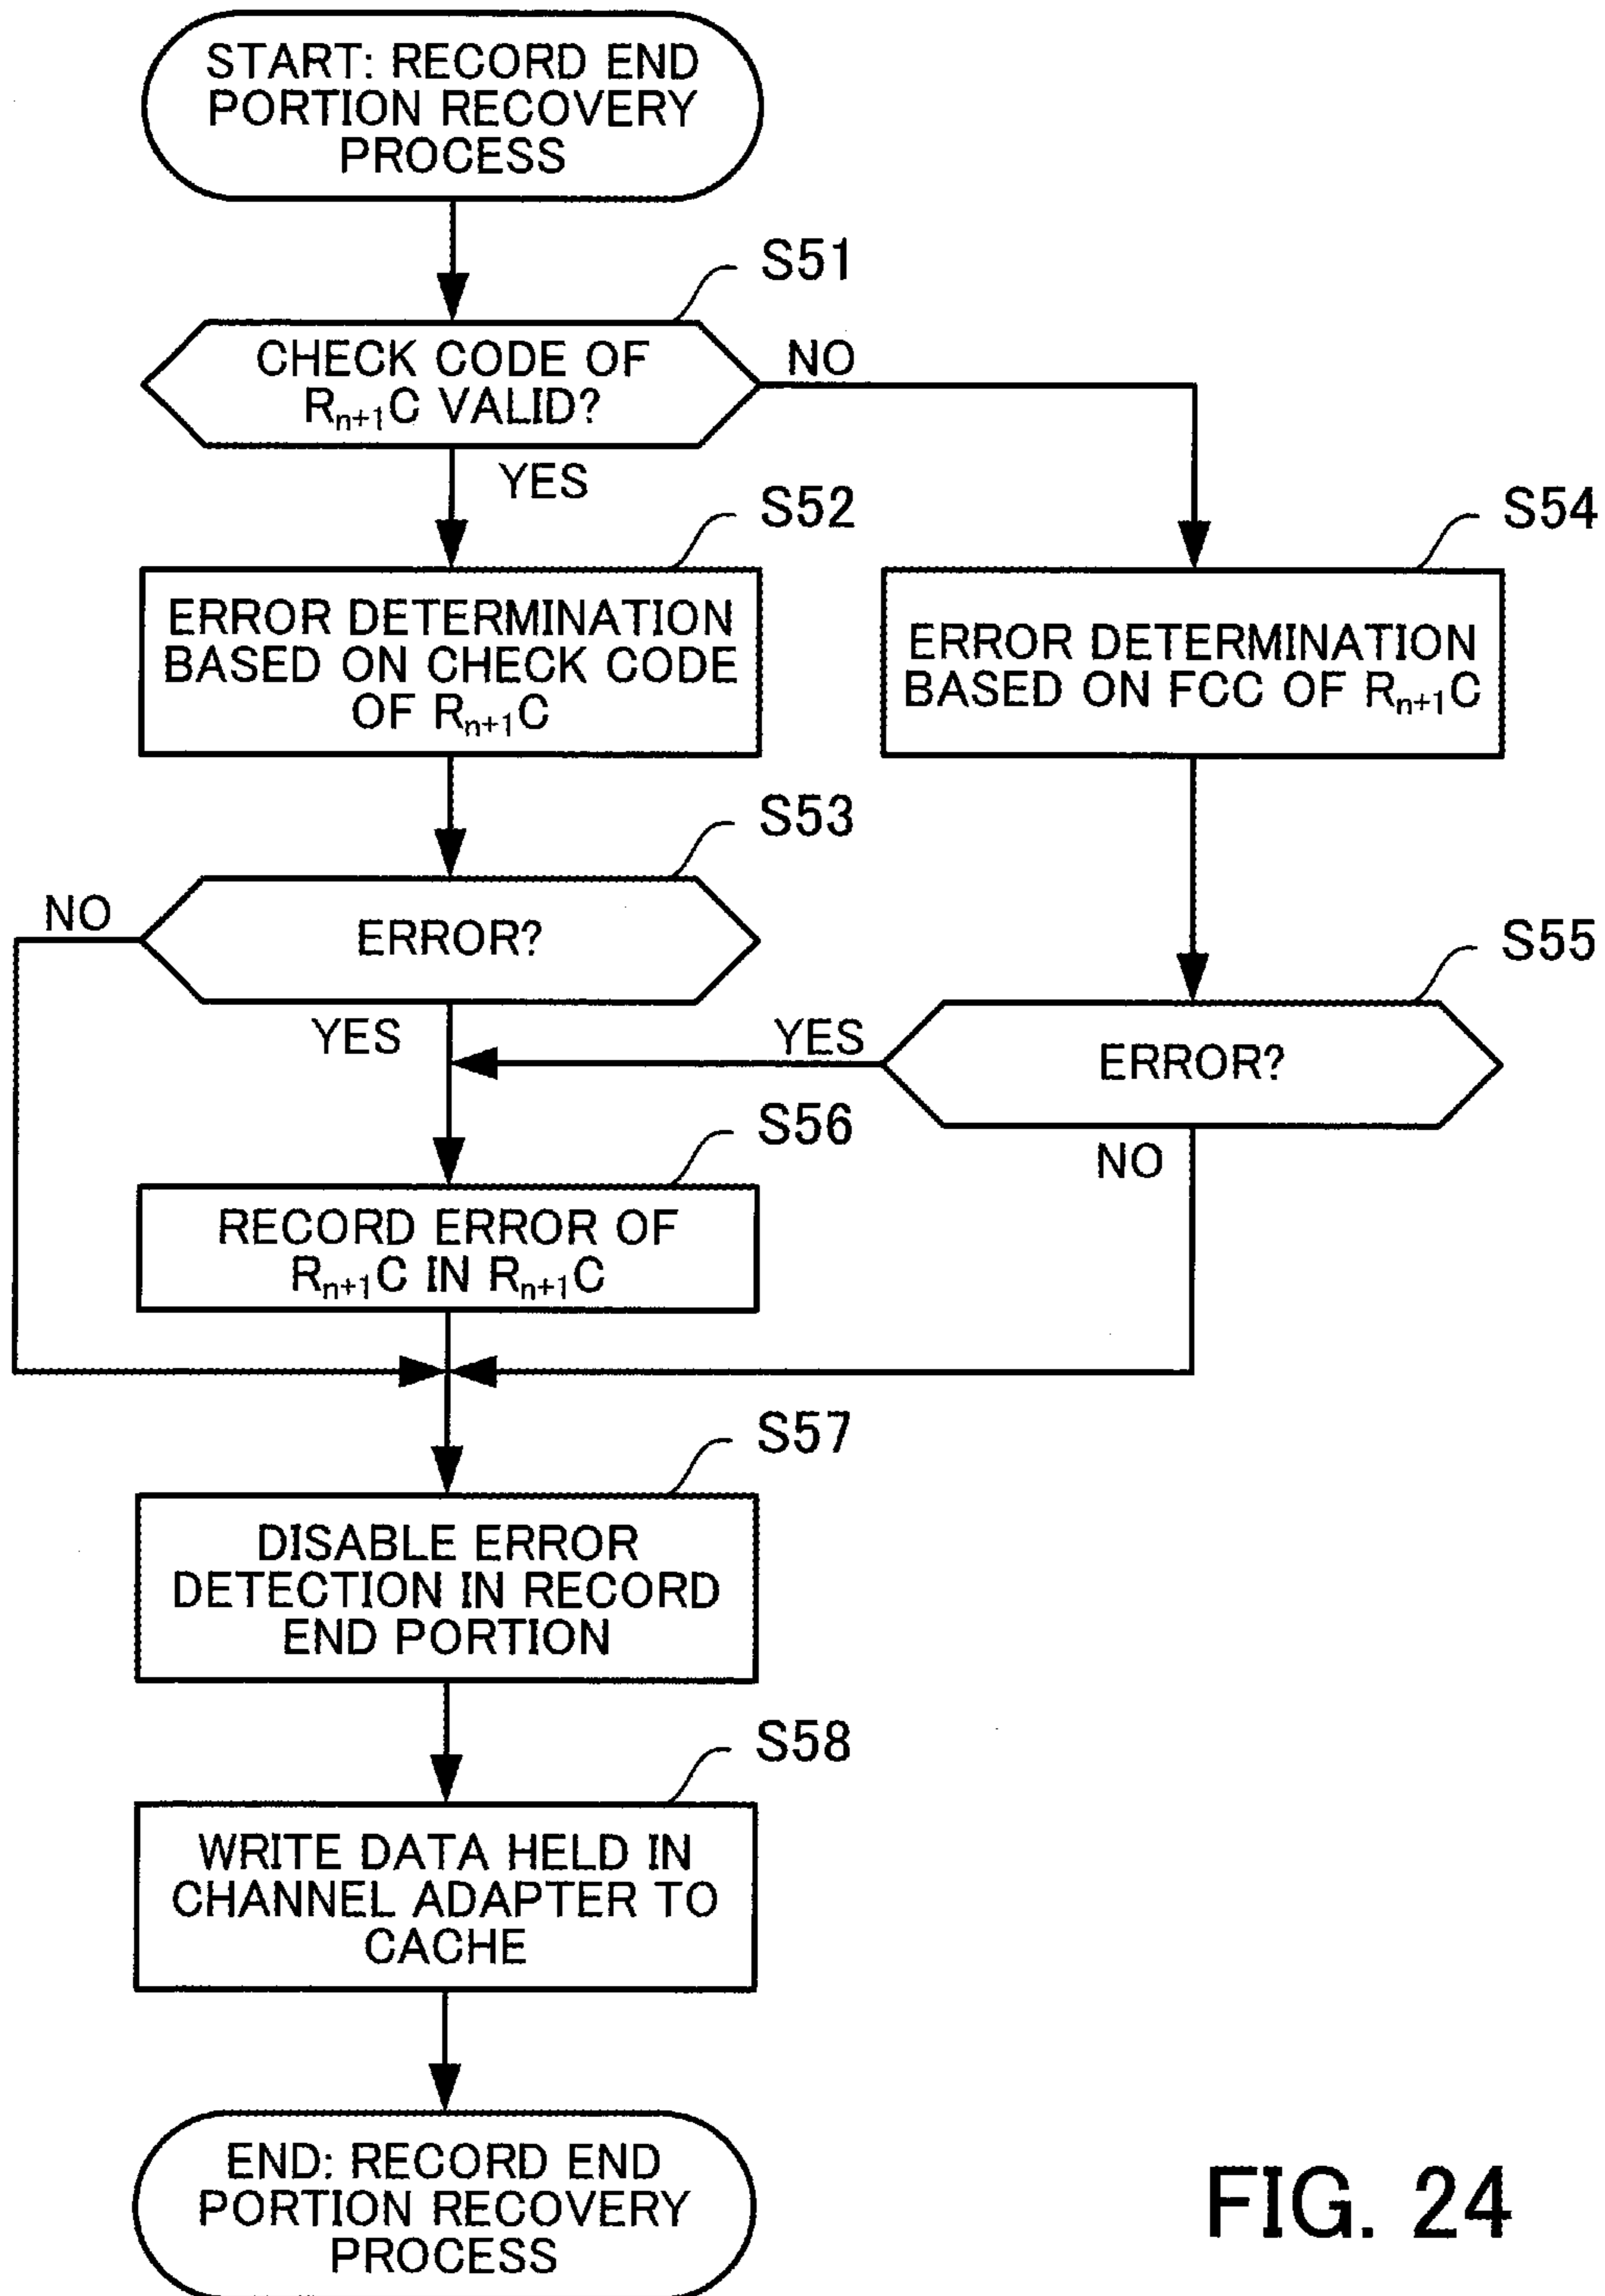 START: RECORD END
PORTION RECOVERY
PROCESS
S51
CHECK CODE OF
Rn+1C VALID?
NO
YES
S52
ERROR DETERMINATION
BASED ON CHECK CODE
OF Rn+1C
S54
ERROR DETERMINATION
BASED ON FCC OF Rn+1C
S53
NO
ERROR?
YES
S55
YES
ERROR?
NO
S56
RECORD ERROR OF
Rn+1C IN Rn+1C
S57
DISABLE ERROR
DETECTION IN RECORD
END PORTION
S58
WRITE DATA HELD IN
CHANNEL ADAPTER TO
CACHE
END: RECORD END
PORTION RECOVERY
PROCESS
FIG. 24